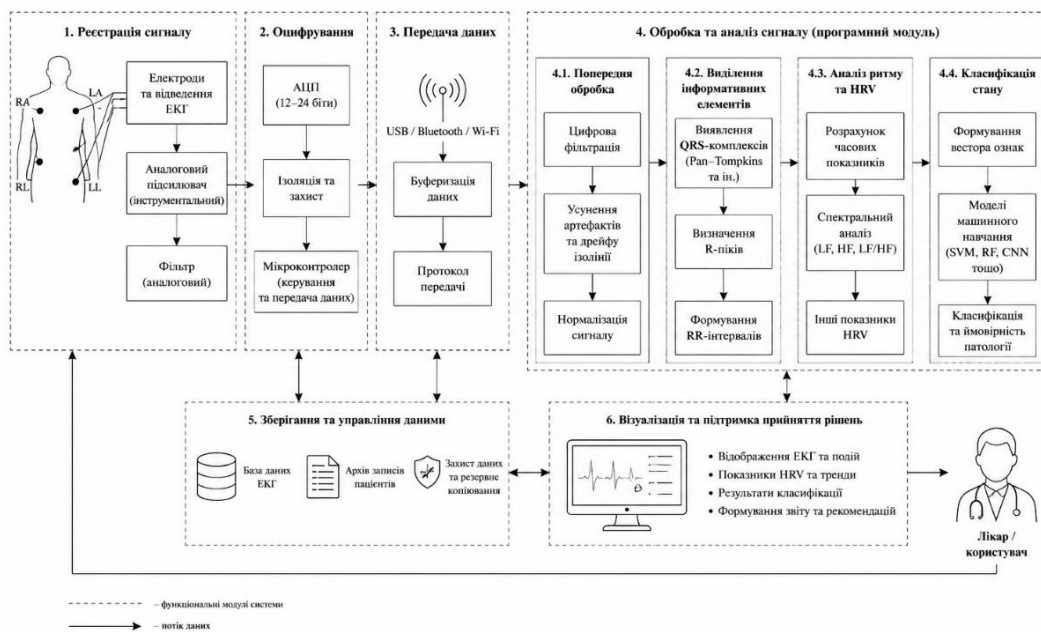 1. Реєстрація сигналу
RA
LA
RL
LL
Електроди
та відведення
ЕКГ
Аналоговий
підсилювач
(інструментальний)
Фільтр
(аналоговий)
2. Оцифрування
АЦП
(12–24 біти)
Ізоляція та
захист
Мікроконтролер
(керування
та передача даних)
3. Передача даних
USB / Bluetooth / Wi-Fi
Буферизація
даних
Протокол
передачі
4. Обробка та аналіз сигналу (програмний модуль)
4.1. Попередня
обробка
Цифрова
фільтрація
Усунення
артефактів
та дрейфу
ізолінії
Нормалізація
сигналу
4.2. Виділення
інформативних
елементів
Виявлення
QRS-комплексів
(Pan–Tompkins
та ін.)
Визначення
R-піків
Формування
RR-інтервалів
4.3. Аналіз ритму
та HRV
Розрахунок
часових
показників
Спектральний
аналіз
(LF, HF, LF/HF)
Інші показники
HRV
4.4. Класифікація
стану
Формування
вектора ознак
Моделі
машинного
навчання
(SVM, RF, CNN
тощо)
Класифікація
та ймовірність
патології
5. Зберігання та управління даними
База даних
ЕКГ
Архів записів
пацієнтів
Захист даних
та резервне
копіювання
6. Візуалізація та підтримка прийняття рішень
• Відображення ЕКГ та подій
• Показники HRV та тренди
• Результати класифікації
• Формування звіту та рекомендацій
Лікар /
користувач
– функціональні модулі системи
– потік даних